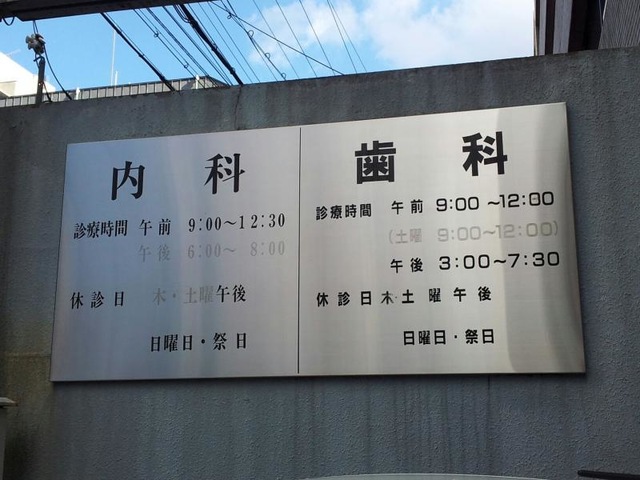 内科
診療時間 午前 9:00～12:30
午後 6:00～8:00
休診日 木・土曜午後
日曜日・祭日
歯科
診療時間 午前 9:00～12:00
(土曜 9:00～12:00)
午後 3:00～7:30
休診日 木・土曜午後
日曜日・祭日